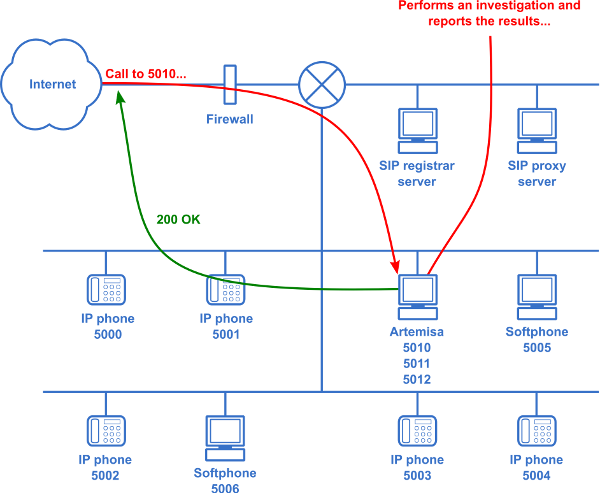 Performs an investigation and
reports the results...
Internet
Call to 5010...
Firewall
SIP registrar
server
SIP proxy
server
200 OK
IP phone
5000
IP phone
5001
Artemisa
5010
5011
5012
Softphone
5005
IP phone
5002
Softphone
5006
IP phone
5003
IP phone
5004